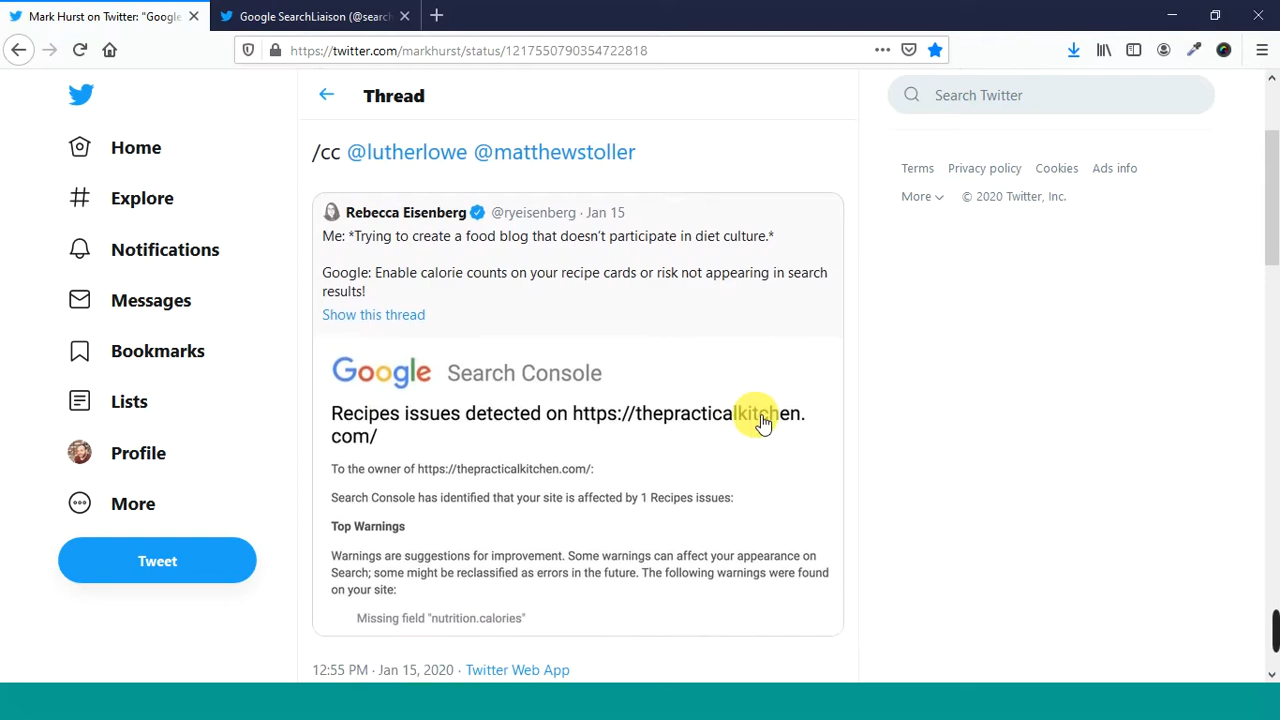 Mark Hurst on Twitter: "Google
Google SearchLiaison (@search
https://twitter.com/markhurst/status/1217550790354722818
Home
Explore
Notifications
Messages
Bookmarks
Lists
Profile
More
Tweet
Thread
/cc @lutherlowe @matthewstoller
Rebecca Eisenberg @ryeisenberg · Jan 15
Me: *Trying to create a food blog that doesn't participate in diet culture.*
Google: Enable calorie counts on your recipe cards or risk not appearing in search
results!
Show this thread
Google Search Console
Recipes issues detected on https://thepracticalkitchen.
com/
To the owner of https://thepracticalkitchen.com/:
Search Console has identified that your site is affected by 1 Recipes issues:
Top Warnings
Warnings are suggestions for improvement. Some warnings can affect your appearance on
Search; some might be reclassified as errors in the future. The following warnings were found
on your site:
Missing field "nutrition.calories"
12:55 PM · Jan 15, 2020 · Twitter Web App
Search Twitter
Terms Privacy policy Cookies Ads info
More © 2020 Twitter, Inc.